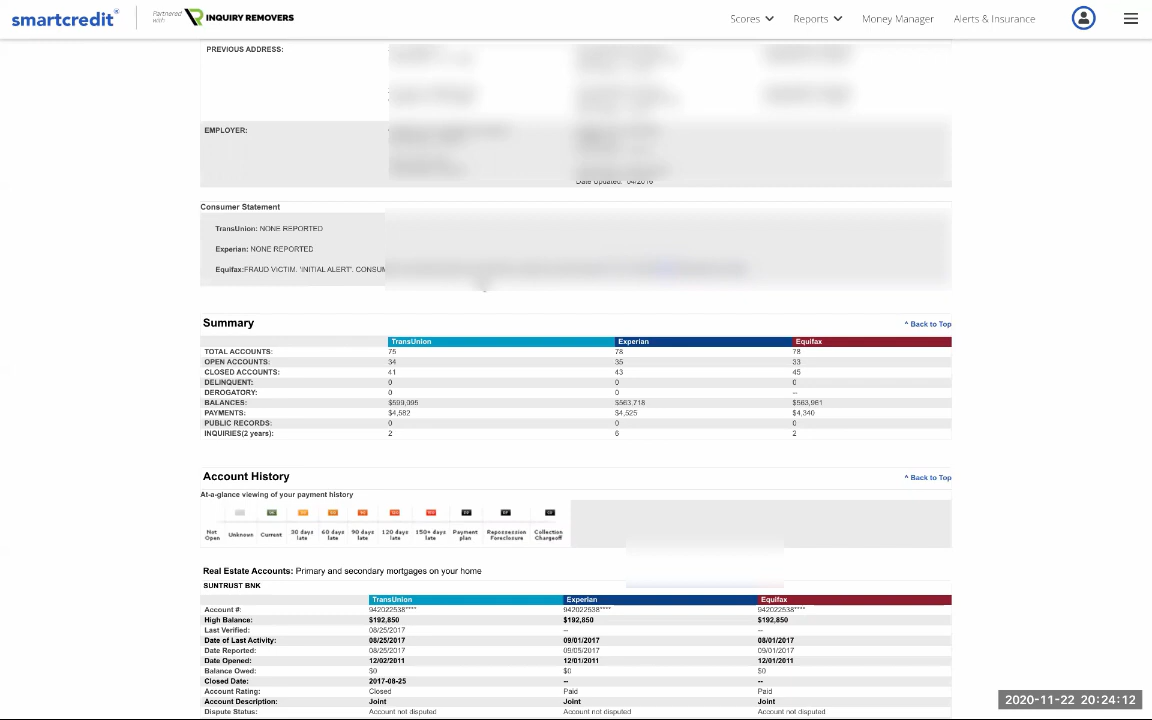 smartcredit® Partnered with: INQUIRY REMOVERS Scores Reports Money Manager Alerts & Insurance
PREVIOUS ADDRESS:
EMPLOYER:
Date Updated: 04/2016
Consumer Statement
TransUnion: NONE REPORTED
Experian: NONE REPORTED
Equifax:FRAUD VICTIM. 'INITIAL ALERT'. CONSUM
Summary ^ Back to Top
TransUnion Experian Equifax
TOTAL ACCOUNTS: 75 78 78
OPEN ACCOUNTS: 34 35 33
CLOSED ACCOUNTS: 41 43 45
DELINQUENT: 0 0 0
DEROGATORY: 0 0 --
BALANCES: $599,095 $563,718 $563,961
PAYMENTS: $4,582 $4,525 $4,340
PUBLIC RECORDS: 0 0 0
INQUIRIES(2 years): 2 6 2
Account History ^ Back to Top
At-a-glance viewing of your payment history
Not Open Unknown Current 30 days late 60 days late 90 days late 120 days late 150+ days late Payment plan Repossession Foreclosure Collection Chargeoff
Real Estate Accounts: Primary and secondary mortgages on your home
SUNTRUST BNK
TransUnion Experian Equifax
Account #: 942022538**** 942022538**** 942022538****
High Balance: $192,850 $192,850 $192,850
Last Verified: 08/25/2017 -- --
Date of Last Activity: 08/25/2017 09/01/2017 08/01/2017
Date Reported: 08/25/2017 09/05/2017 09/01/2017
Date Opened: 12/02/2011 12/01/2011 12/01/2011
Balance Owed: $0 $0 $0
Closed Date: 2017-08-25 -- --
Account Rating: Closed Paid Paid
Account Description: Joint Joint Joint
Dispute Status: Account not disputed Account not disputed Account not disputed
2020-11-22 20:24:12